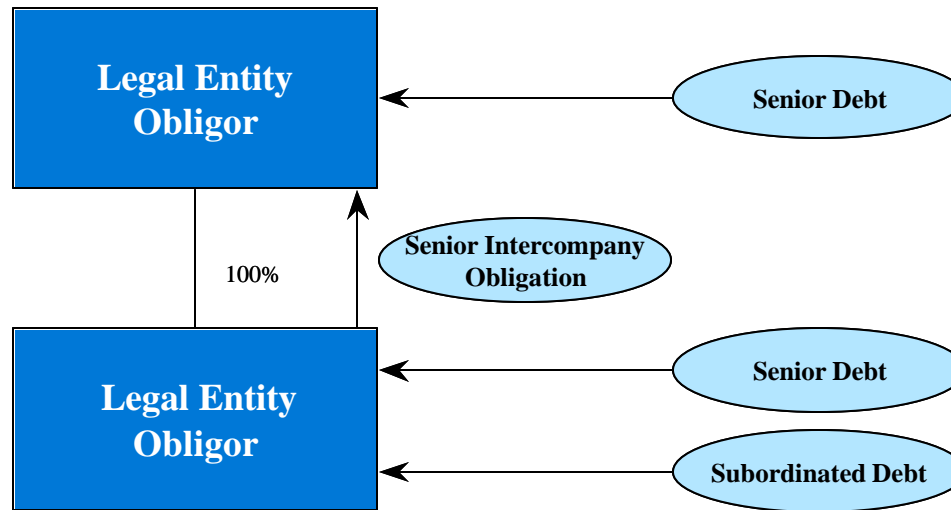 Legal Entity
Obligor
Senior Debt
Senior Intercompany
Obligation
100%
Legal Entity
Obligor
Senior Debt
Subordinated Debt